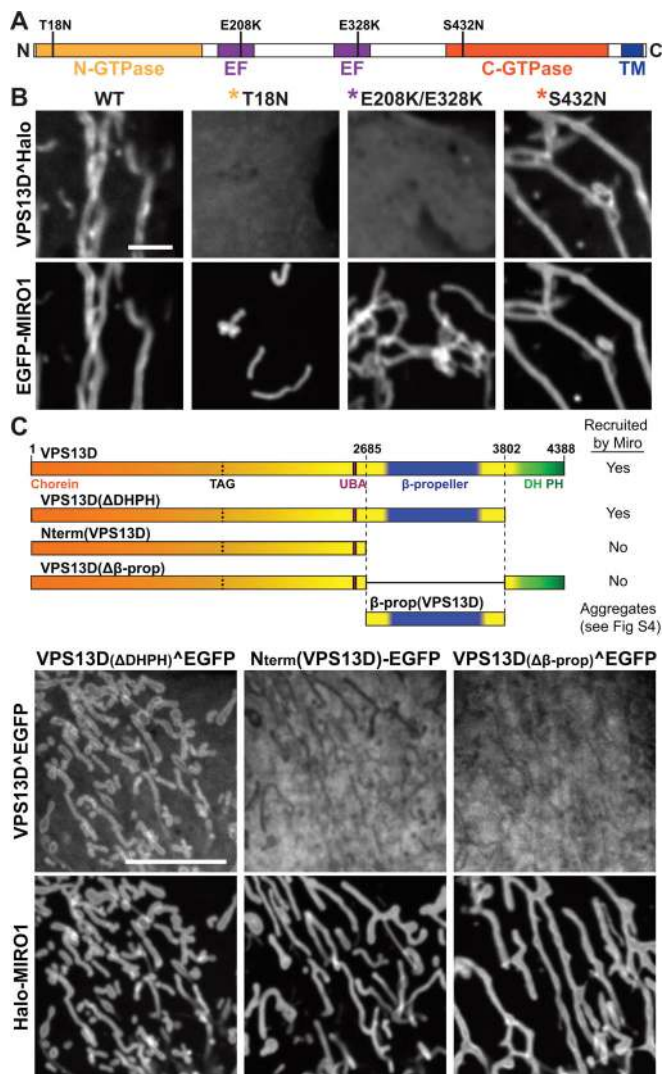 A
T18N E208K E328K S432N
N C
N-GTPase EF EF C-GTPase TM
B
WT *T18N *E208K/E328K *S432N
VPS13D^Halo
EGFP-MIRO1
C
Recruited
by Miro
1 2685 3802 4388
VPS13D Yes
Chorein TAG UBA β-propeller DH PH
VPS13D(ΔDHPH) Yes
Nterm(VPS13D) No
VPS13D(Δβ-prop) No
β-prop(VPS13D) Aggregates
(see Fig S4)
VPS13D(ΔDHPH)^EGFP Nterm(VPS13D)-EGFP VPS13D(Δβ-prop)^EGFP
VPS13D^EGFP
Halo-MIRO1